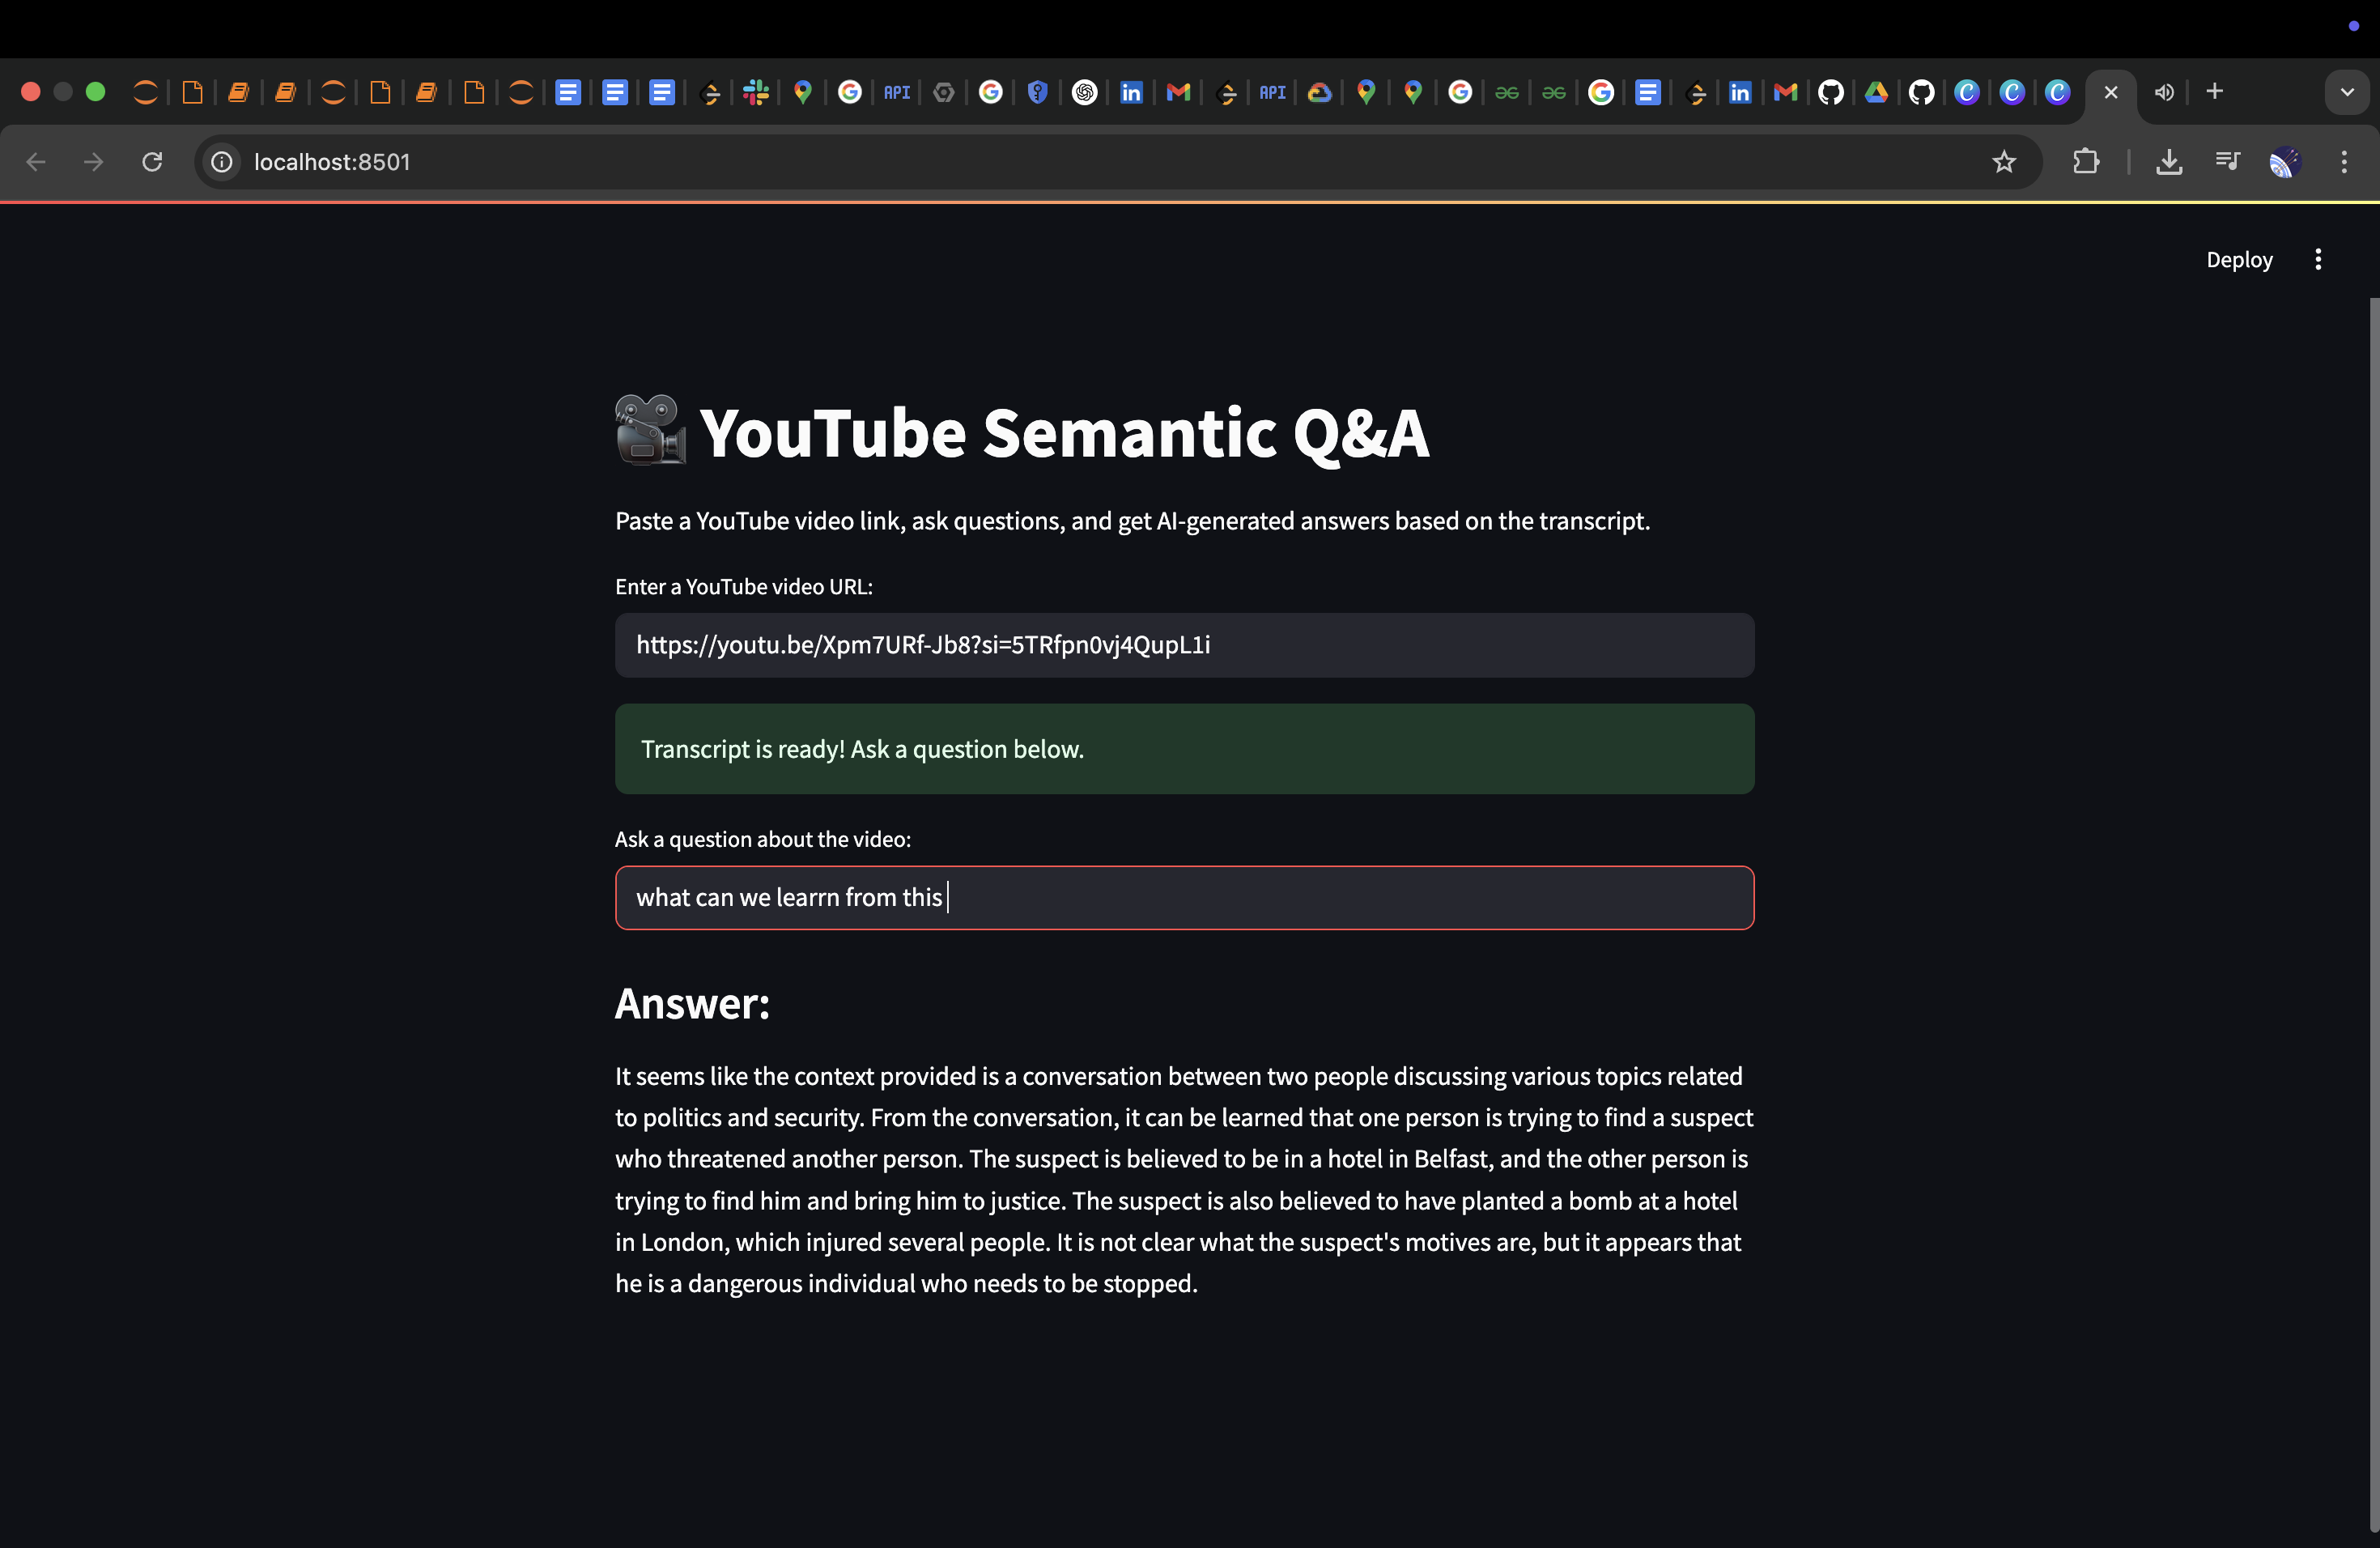 API
in
API
in
localhost:8501
Deploy
YouTube Semantic Q&A
Paste a YouTube video link, ask questions, and get AI-generated answers based on the transcript.
Enter a YouTube video URL:
https://youtu.be/Xpm7URf-Jb8?si=5TRfpn0vj4QupL1i
Transcript is ready! Ask a question below.
Ask a question about the video:
what can we learrn from this
Answer:
It seems like the context provided is a conversation between two people discussing various topics related
to politics and security. From the conversation, it can be learned that one person is trying to find a suspect
who threatened another person. The suspect is believed to be in a hotel in Belfast, and the other person is
trying to find him and bring him to justice. The suspect is also believed to have planted a bomb at a hotel
in London, which injured several people. It is not clear what the suspect's motives are, but it appears that
he is a dangerous individual who needs to be stopped.